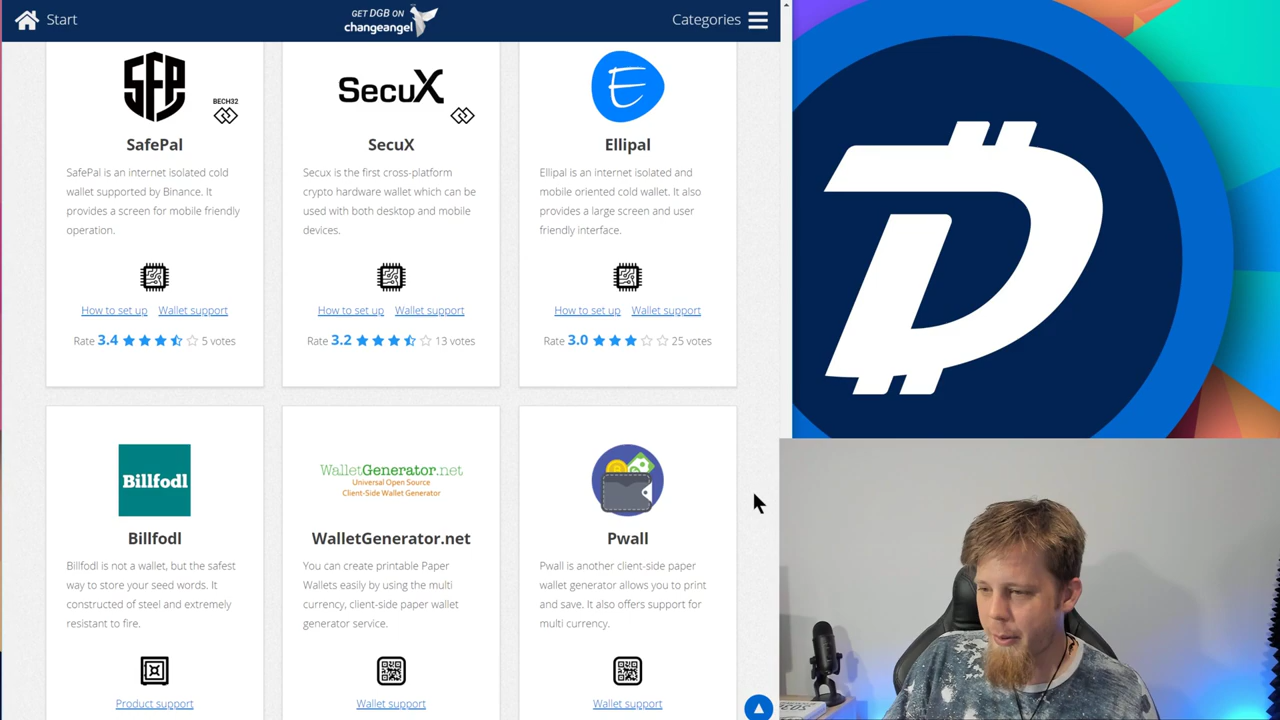 Start
GET DGB ON
changeangel
Categories
SFP
BECH32
SecuX
E
SafePal
SecuX
Ellipal
SafePal is an internet isolated cold
wallet supported by Binance. It
provides a screen for mobile friendly
operation.
Secux is the first cross-platform
crypto hardware wallet which can be
used with both desktop and mobile
devices.
Ellipal is an internet isolated and
mobile oriented cold wallet. It also
provides a large screen and user
friendly interface.
How to set up Wallet support
How to set up Wallet support
How to set up Wallet support
Rate 3.4 5 votes
Rate 3.2 13 votes
Rate 3.0 25 votes
Billfodl
WalletGenerator.net
Universal Open Source
Client-Side Wallet Generator
Billfodl
WalletGenerator.net
Pwall
Billfodl is not a wallet, but the safest
way to store your seed words. It
constructed of steel and extremely
resistant to fire.
You can create printable Paper
Wallets easily by using the multi
currency, client-side paper wallet
generator service.
Pwall is another client-side paper
wallet generator allows you to print
and save. It also offers support for
multi currency.
Product support
Wallet support
Wallet support